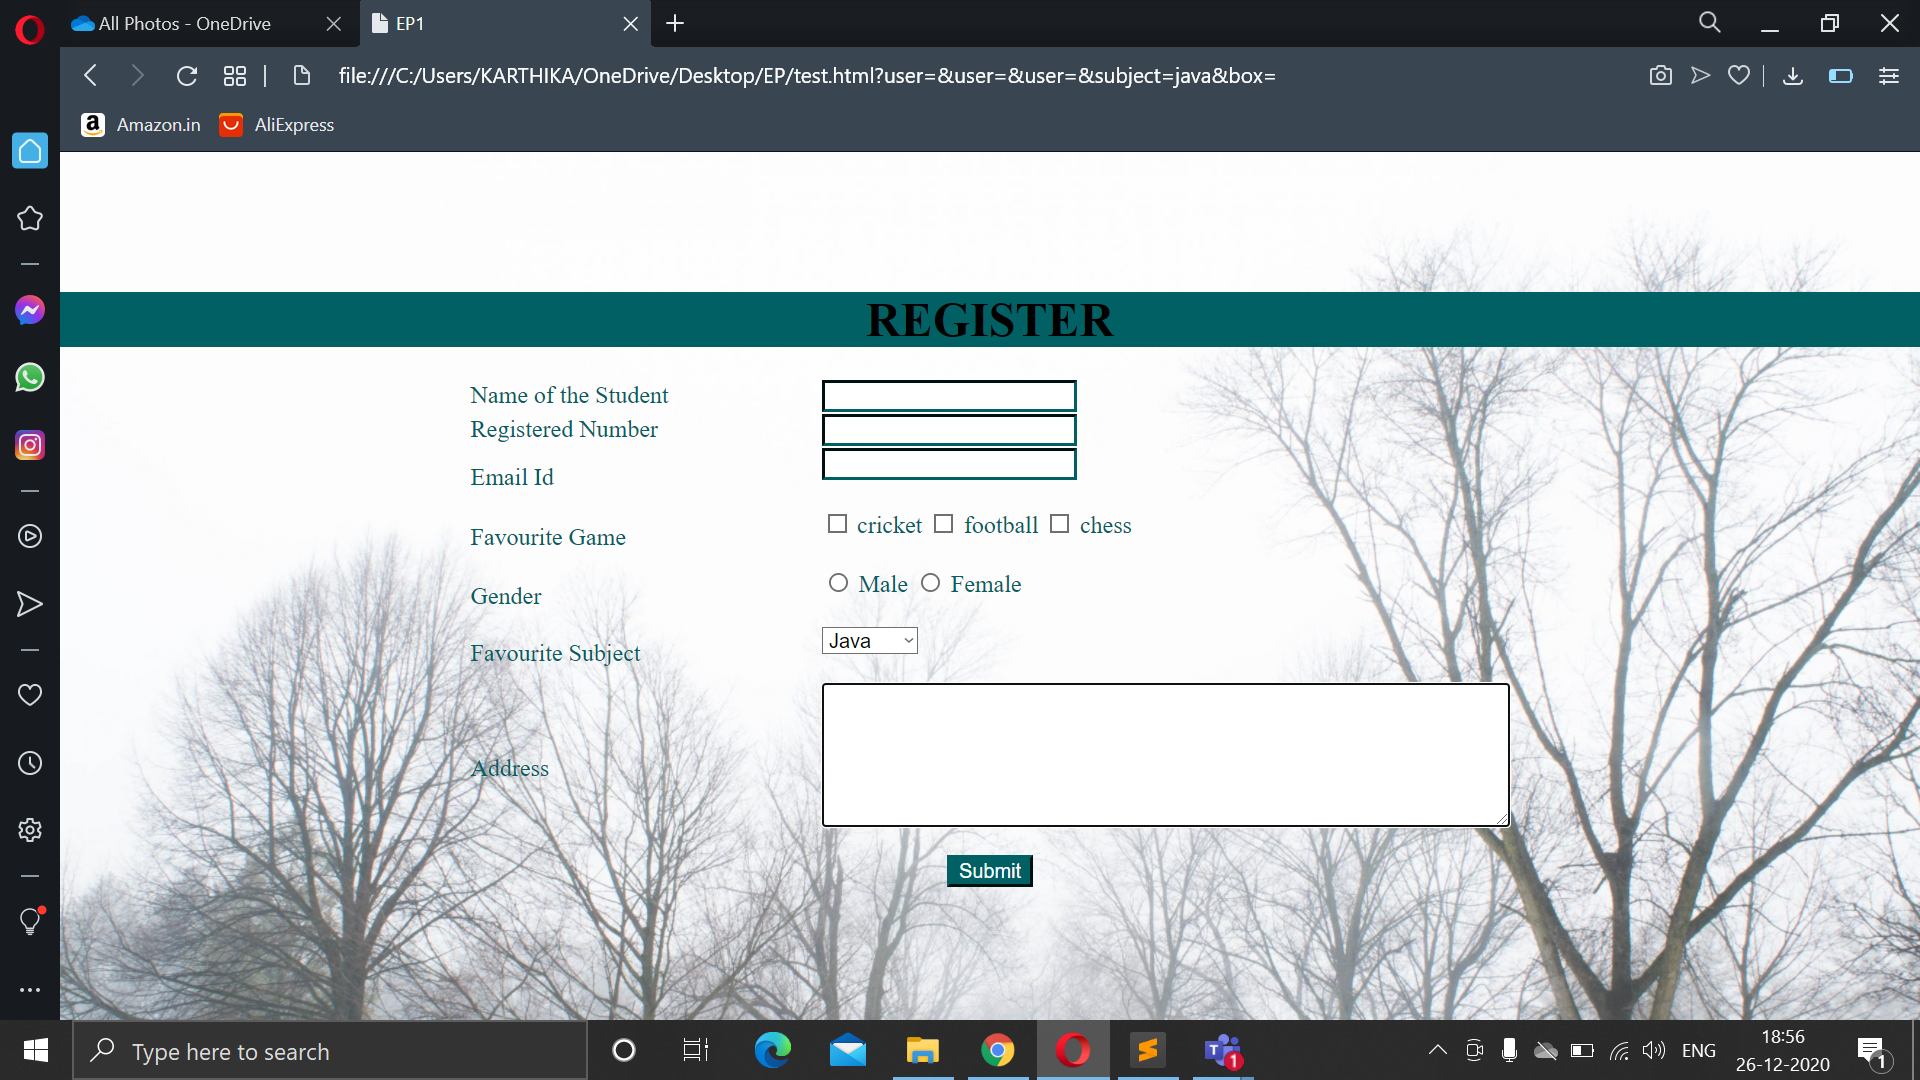 All Photos - OneDrive
EP1
file:///C:/Users/KARTHIKA/OneDrive/Desktop/EP/test.html?user=&user=&user=&subject=java&box=
a Amazon.in AliExpress
REGISTER
Name of the Student
Registered Number
Email Id
Favourite Game
cricket football chess
Gender
Male Female
Favourite Subject
Java
Address
Submit
Type here to search
T 1
ENG
18:56
26-12-2020
1